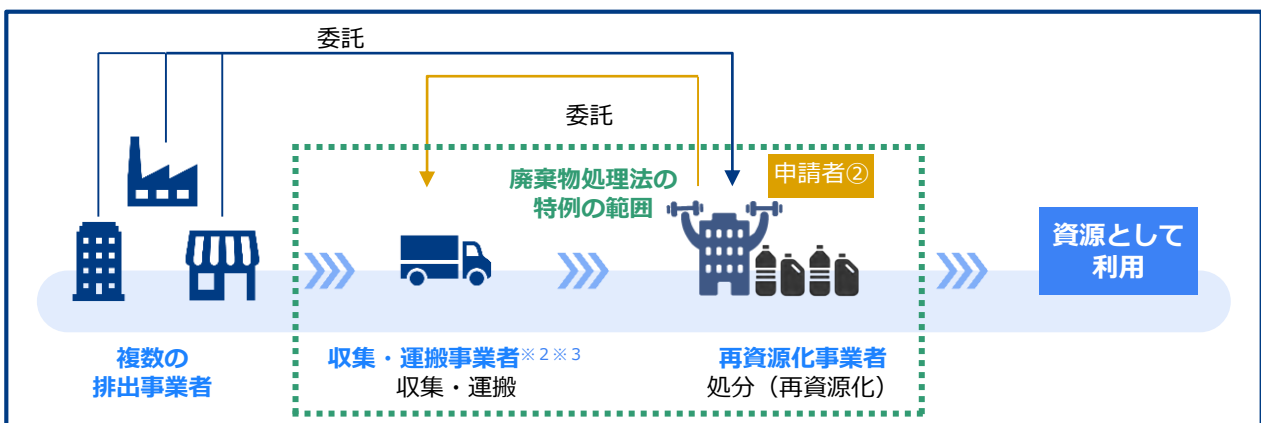 委託
委託
廃棄物処理法の
特例の範囲
申請者②
資源として
利用
複数の
排出事業者
収集・運搬事業者※2※3
収集・運搬
再資源化事業者
処分（再資源化）